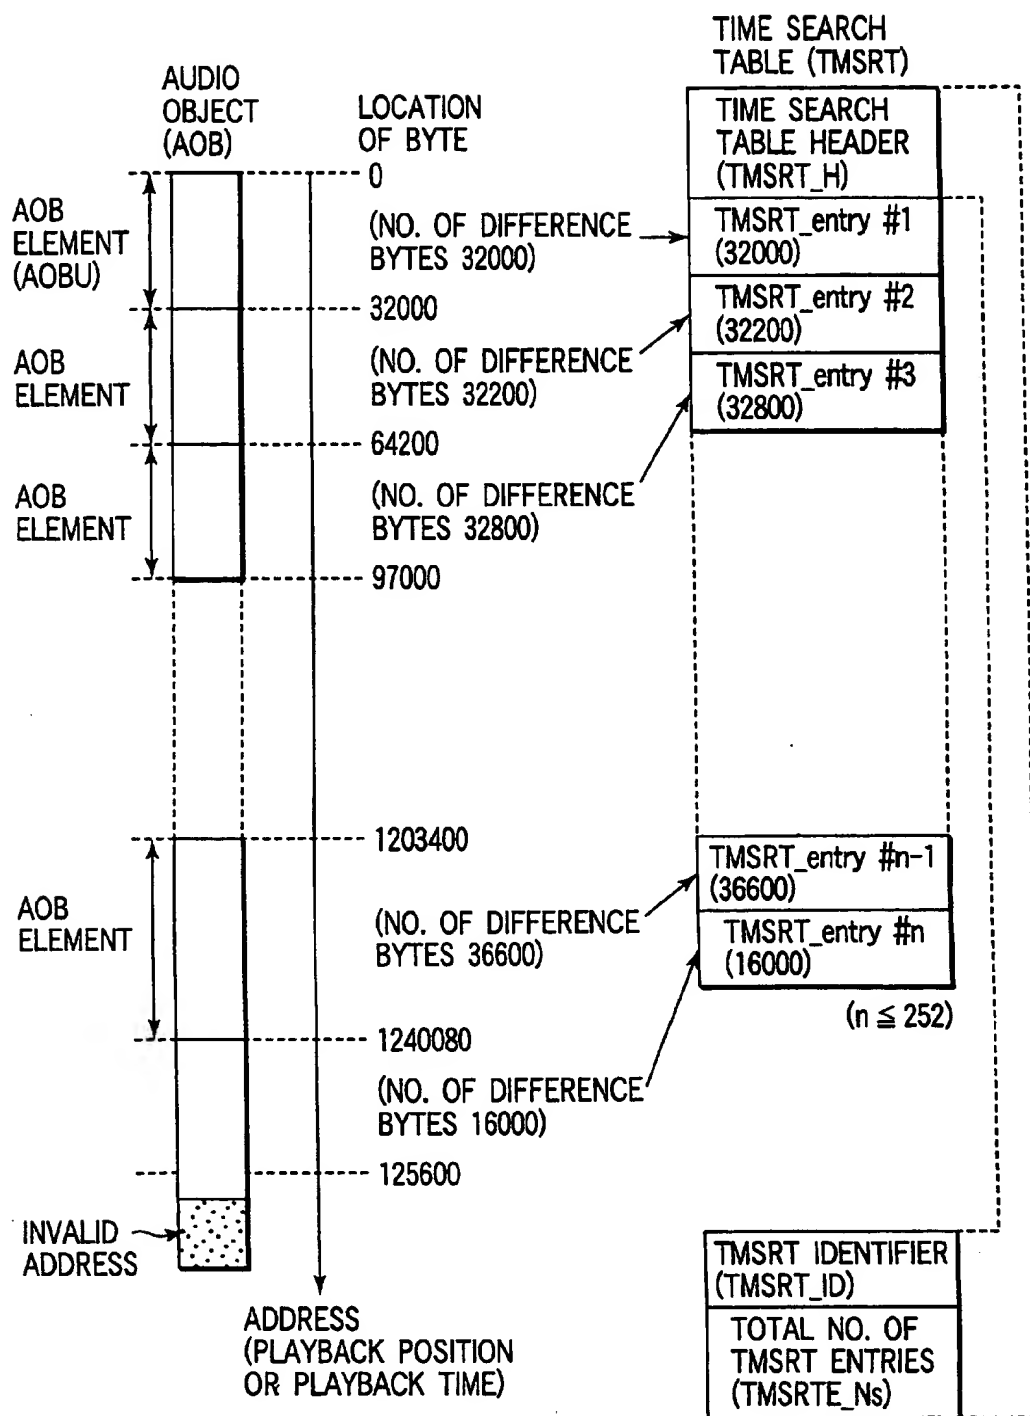 TIME SEARCH
TABLE (TMSRT)
AUDIO
OBJECT
(AOB)
LOCATION
OF BYTE
TIME SEARCH
TABLE HEADER
(TMSRT_H)
0
AOB
ELEMENT
(AOBU)
(NO. OF DIFFERENCE
BYTES 32000)
TMSRT_entry #1
(32000)
32000
TMSRT_entry #2
(32200)
AOB
ELEMENT
(NO. OF DIFFERENCE
BYTES 32200)
TMSRT_entry #3
(32800)
64200
AOB
ELEMENT
(NO. OF DIFFERENCE
BYTES 32800)
97000
1203400
TMSRT_entry #n-1
(36600)
AOB
ELEMENT
(NO. OF DIFFERENCE
BYTES 36600)
TMSRT_entry #n
(16000)
(n ≦ 252)
1240080
(NO. OF DIFFERENCE
BYTES 16000)
125600
INVALID
ADDRESS
TMSRT IDENTIFIER
(TMSRT_ID)
ADDRESS
(PLAYBACK POSITION
OR PLAYBACK TIME)
TOTAL NO. OF
TMSRT ENTRIES
(TMSRTE_Ns)